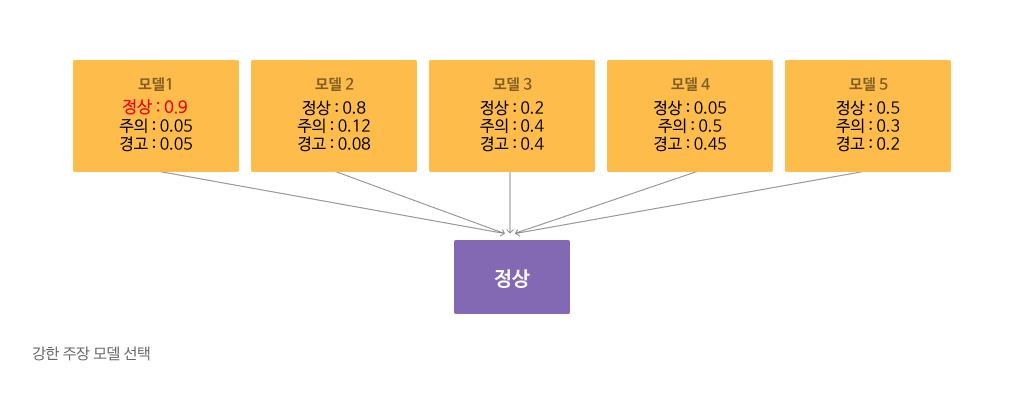 모델1
정상 : 0.9
주의 : 0.05
경고 : 0.05
모델 2
정상 : 0.8
주의 : 0.12
경고 : 0.08
모델 3
정상 : 0.2
주의 : 0.4
경고 : 0.4
모델 4
정상 : 0.05
주의 : 0.5
경고 : 0.45
모델 5
정상 : 0.5
주의 : 0.3
경고 : 0.2
정상
강한 주장 모델 선택